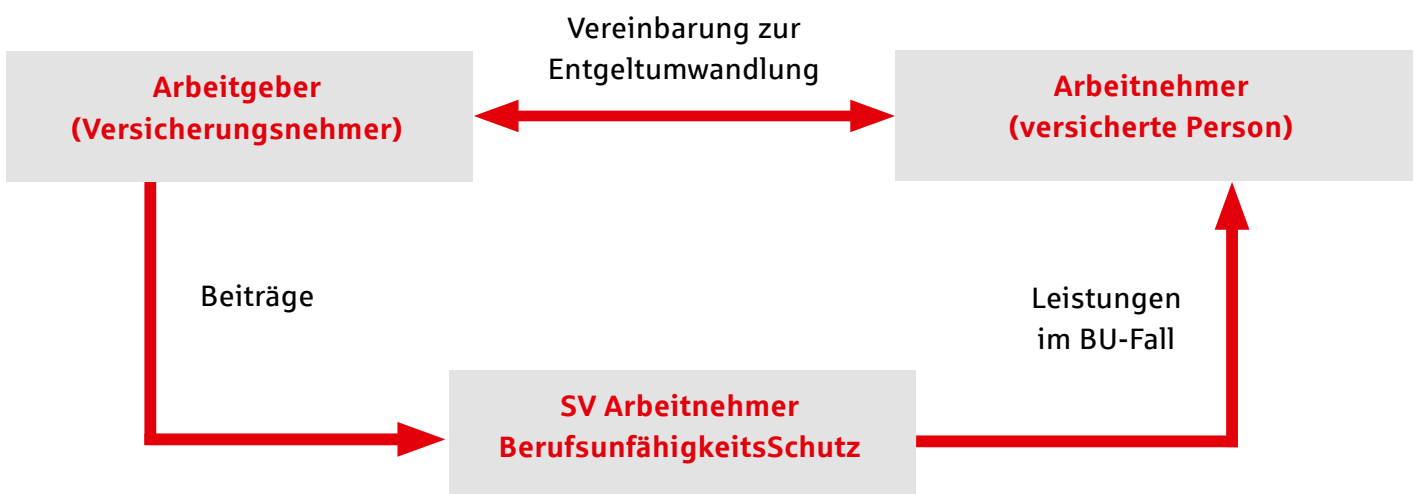 Vereinbarung zur
Entgeltumwandlung
Arbeitgeber
(Versicherungsnehmer)
Arbeitnehmer
(versicherte Person)
Beiträge
Leistungen
im BU-Fall
SV Arbeitnehmer
BerufsunfähigkeitsSchutz